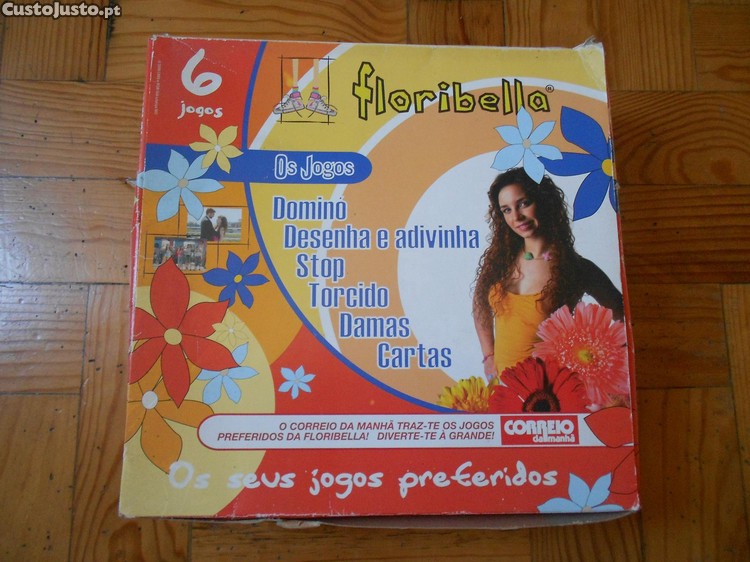 CustoJusto.pt
6
jogos
floribella®
Os Jogos
Dominó
Desenha e adivinha
Stop
Torcido
Damas
Cartas
O CORREIO DA MANHÃ TRAZ-TE OS JOGOS
PREFERIDOS DA FLORIBELLA! DIVERTE-TE À GRANDE!
CORREIO
da manhã
Os seus jogos preferidos